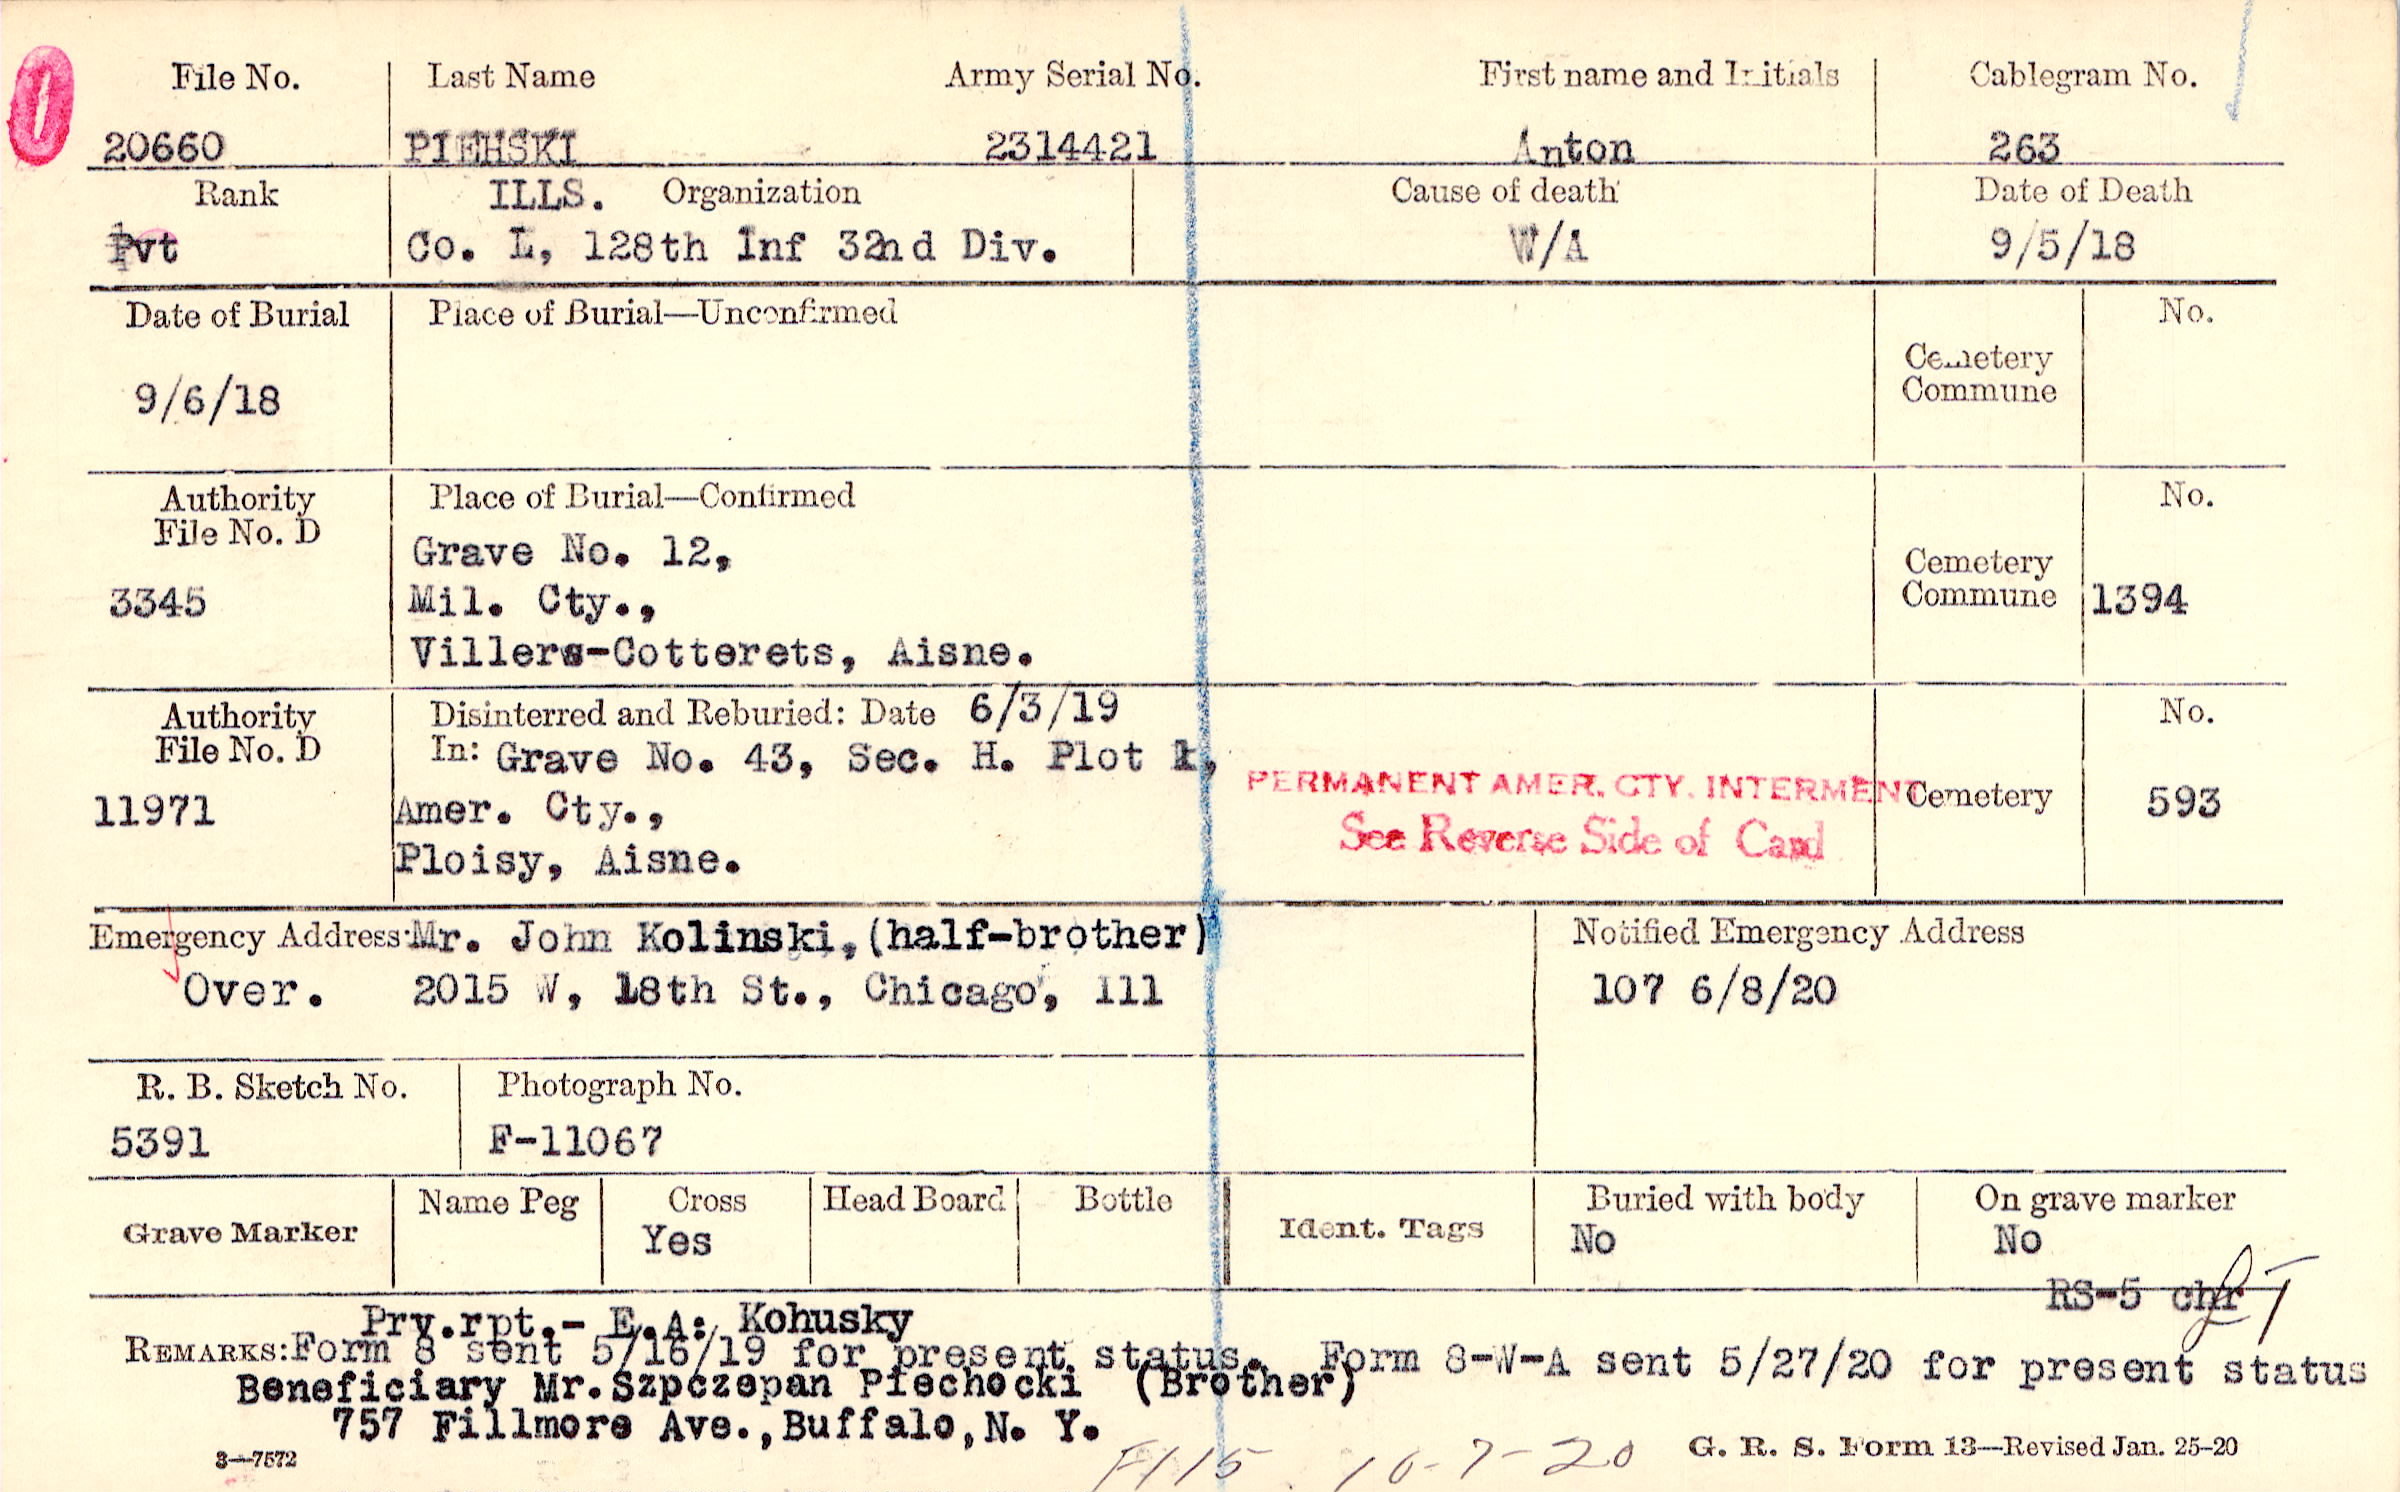 File No. Last Name Army Serial No. First name and Initials Cablegram No.
20660 PIEHSKI 2314421 Anton 263
Rank ILLS. Organization Cause of death Date of Death
Pvt Co. L, 128th Inf 32nd Div. W/A 9/5/18
Date of Burial Place of Burial—Unconfirmed No.
Cemetery
Commune
9/6/18
Authority Place of Burial—Confirmed No.
File No. D
Grave No. 12,
Cemetery
3345 Mil. Cty., Commune 1394
Villers-Cotterets, Aisne.
Authority Disinterred and Reburied: Date 6/3/19 No.
File No. D In: Grave No. 43, Sec. H. Plot 1,
PERMANENT AMER. CTY. INTERMENT
11971 Amer. Cty., Cemetery 593
See Reverse Side of Card
Ploisy, Aisne.
Emergency Address: Mr. John Kolinski, (half-brother) Notified Emergency Address
Over. 2015 W, 18th St., Chicago, Ill 107 6/8/20
R. B. Sketch No. Photograph No.
5391 F-11067
Grave Marker Name Peg Cross Head Board Bottle Ident. Tags Buried with body On grave marker
Yes No No
RS-5 chr
Prv.rpt.- E.A: Kohusky
REMARKS: Form 8 sent 5/16/19 for present status. Form 8-W-A sent 5/27/20 for present status
Beneficiary Mr. Szpczepan Piechocki (Brother)
757 Fillmore Ave., Buffalo, N. Y.
3—7572 F115 10-7-20 G. R. S. Form 13—Revised Jan. 25-20